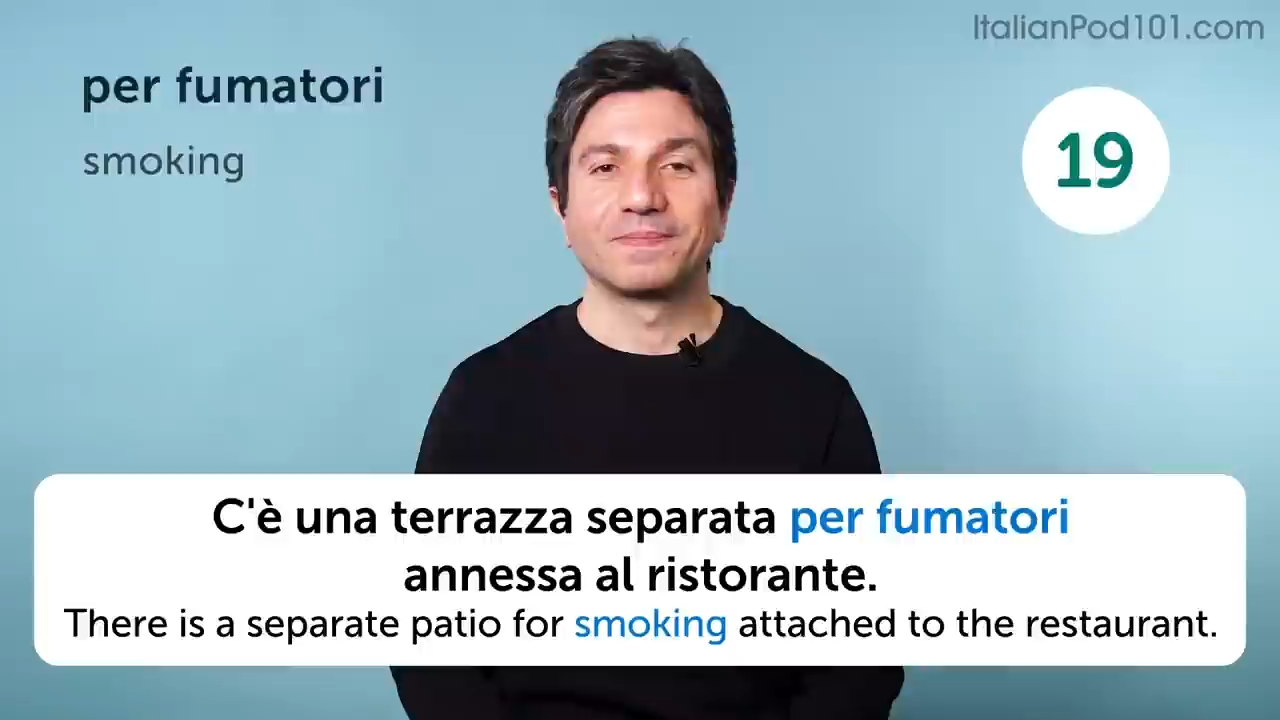 ItalianPod101.com
per fumatori
smoking
19
C'è una terrazza separata per fumatori
annessa al ristorante.
There is a separate patio for smoking attached to the restaurant.